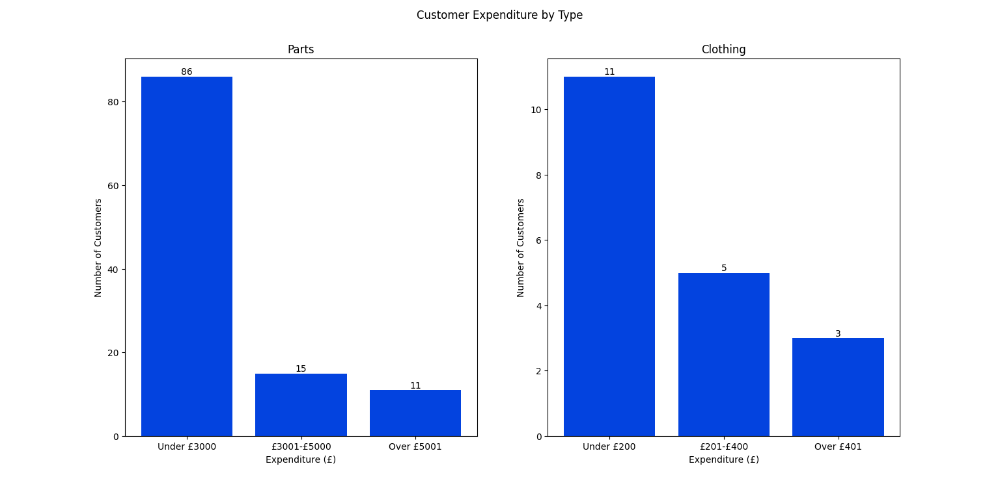 Customer Expenditure by Type
Parts
86
15
11
80
60
40
20
0
Number of Customers
Under £3000
£3001-£5000
Over £5001
Expenditure (£)
Clothing
11
5
3
10
8
6
4
2
0
Number of Customers
Under £200
£201-£400
Over £401
Expenditure (£)